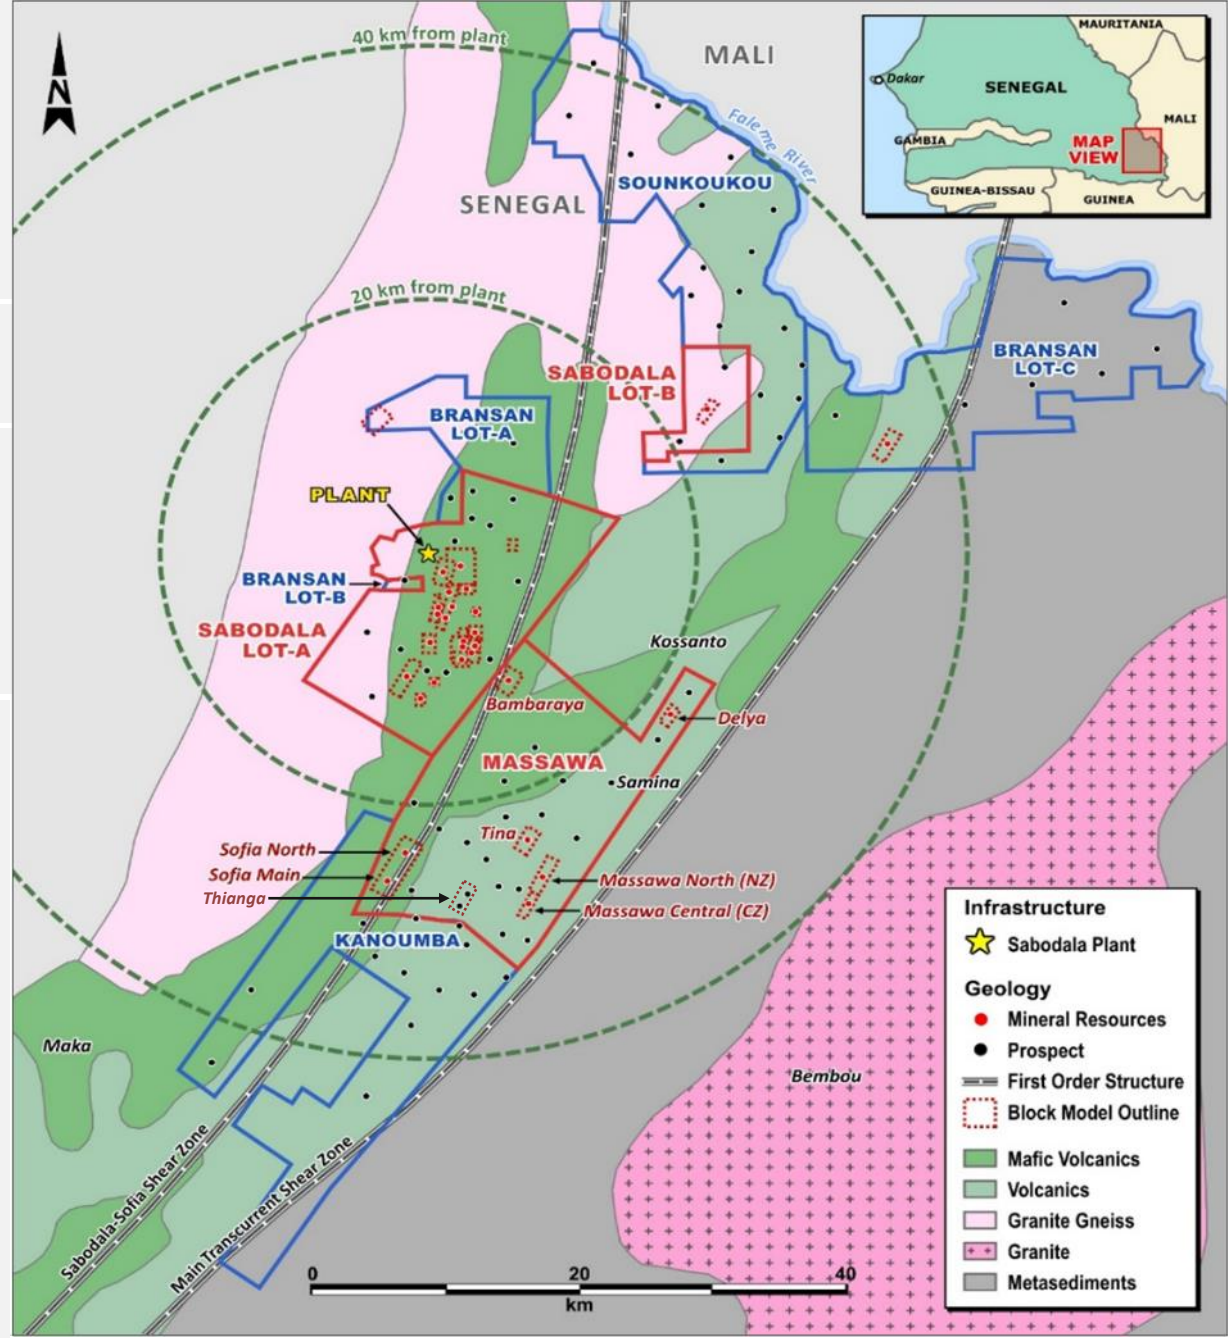 40 km from plant
MALI
N
Faleme River
SOUNKOUKOU
SENEGAL
20 km from plant
MAURITANIA
Dakar
SENEGAL
MALI
GAMBIA
MAP
VIEW
GUINEA-BISSAU
GUINEA
BRANSAN
LOT-C
SABODALA
LOT-B
BRANSAN
LOT-A
PLANT
BRANSAN
LOT-B
SABODALA
LOT-A
Kossanto
Bambaraya
Delya
MASSAWA
Samina
Tina
Sofia North
Sofia Main
Thianga
Massawa North (NZ)
Massawa Central (CZ)
KANOUMBA
Maka
Bembou
Sabodala-Sofia Shear Zone
Main Transcurrent Shear Zone
0 20 40
km
Infrastructure
Sabodala Plant
Geology
Mineral Resources
Prospect
First Order Structure
Block Model Outline
Mafic Volcanics
Volcanics
Granite Gneiss
Granite
Metasediments